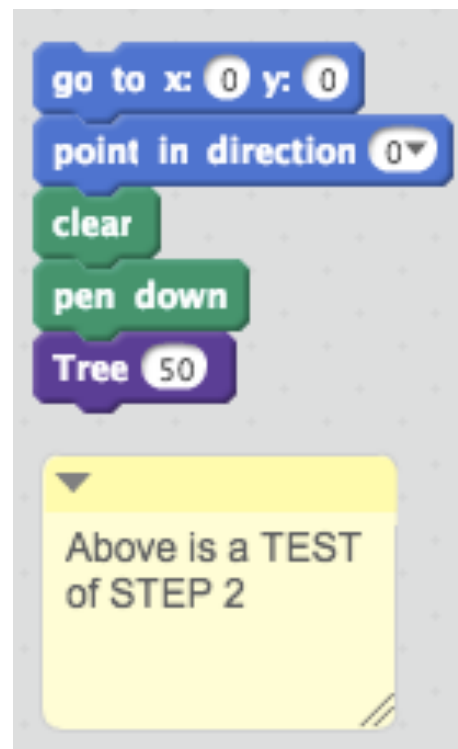 go to x: 0 y: 0
point in direction 0
clear
pen down
Tree 50
Above is a TEST
of STEP 2